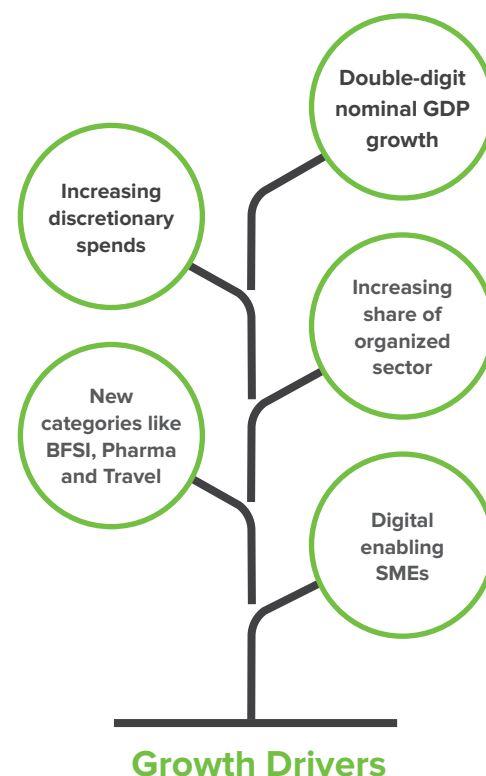 Double-digit
nominal GDP
growth
Increasing
discretionary
spends
Increasing
share of
organized
sector
New
categories like
BFSI, Pharma
and Travel
Digital
enabling
SMEs
Growth Drivers